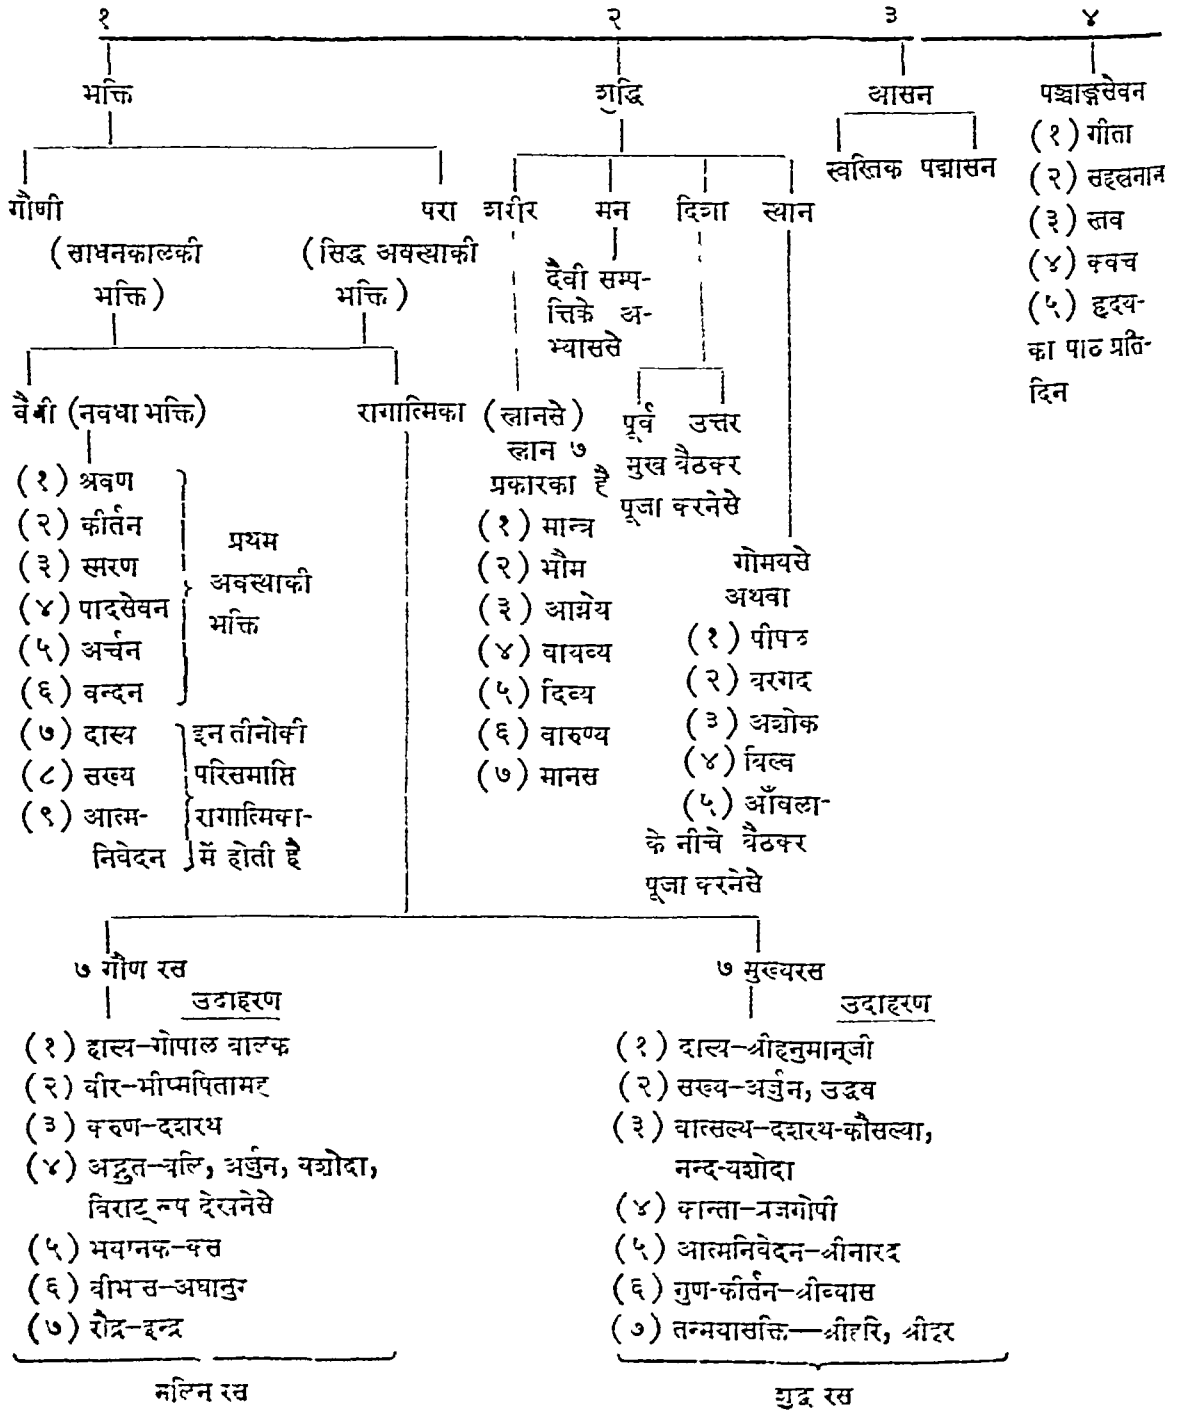 १ २ ३ ४
भक्ति शुद्धि आसन पञ्चाङ्गसेवन
(१) गीता
(२) सहस्रनाम
(३) स्तव
(४) कवच
(५) हृदय-
का पाठ प्रति-
दिन
स्वस्तिक पद्मासन
गौणी परा
(साधनकालकी
भक्ति)
(सिद्ध अवस्थाकी
भक्ति)
शरीर मन दिशा स्थान
दैवी सम्प-
त्तिके अ-
भ्याससे
वैधी (नवधा भक्ति) रागात्मिका
(१) श्रवण
(२) कीर्तन
(३) स्मरण
(४) पादसेवन
(५) अर्चन
(६) वन्दन
प्रथम
अवस्थाकी
भक्ति
(७) दास्य
(८) सख्य
(९) आत्म-
निवेदन
इन तीनोकी
परिसमाप्ति
रागात्मिका-
में होती है
(स्नानसे)
स्नान ७
प्रकारका है
(१) मान्त्र
(२) भौम
(३) आग्नेय
(४) वायव्य
(५) दिव्य
(६) वारुण्य
(७) मानस
पूर्व उत्तर
मुख बैठकर
पूजा करनेसे
गोमयसे
अथवा
(१) पीपल
(२) बरगद
(३) अशोक
(४) बिल्व
(५) आँवला-
के नीचे बैठकर
पूजा करनेसे
७ गौण रस
उदाहरण
(१) हास्य–गोपाल बालक
(२) वीर–भीष्मपितामह
(३) करुण–दशरथ
(४) अद्भुत–बलि, अर्जुन, यशोदा,
विराट् रूप देखनेसे
(५) भयानक–कंस
(६) बीभत्स–अघासुर
(७) रौद्र–इन्द्र
मलिन रस
७ मुख्यरस
उदाहरण
(१) दास्य–श्रीहनुमान्‌जी
(२) सख्य–अर्जुन, उद्धव
(३) वात्सल्य–दशरथ-कौसल्या,
नन्द-यशोदा
(४) कान्ता–व्रजगोपी
(५) आत्मनिवेदन–श्रीनारद
(६) गुण-कीर्तन–श्रीव्यास
(७) तन्मयासक्ति—श्रीहरि, श्रीहर
शुद्ध रस